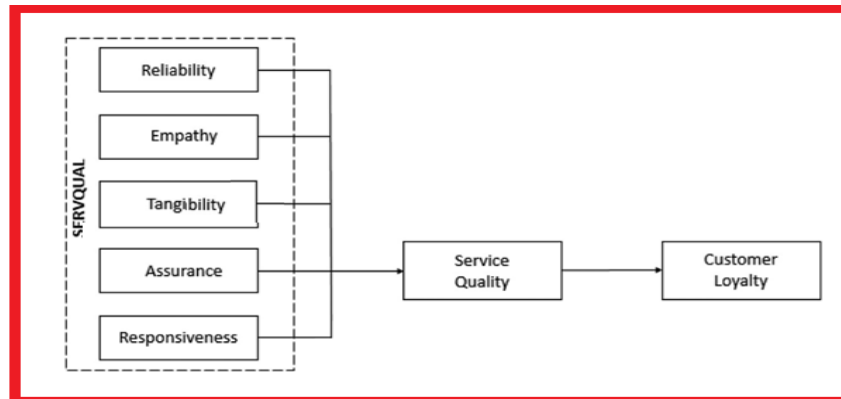 SERVQUAL
Reliability
Empathy
Tangibility
Assurance
Responsiveness
Service
Quality
Customer
Loyalty